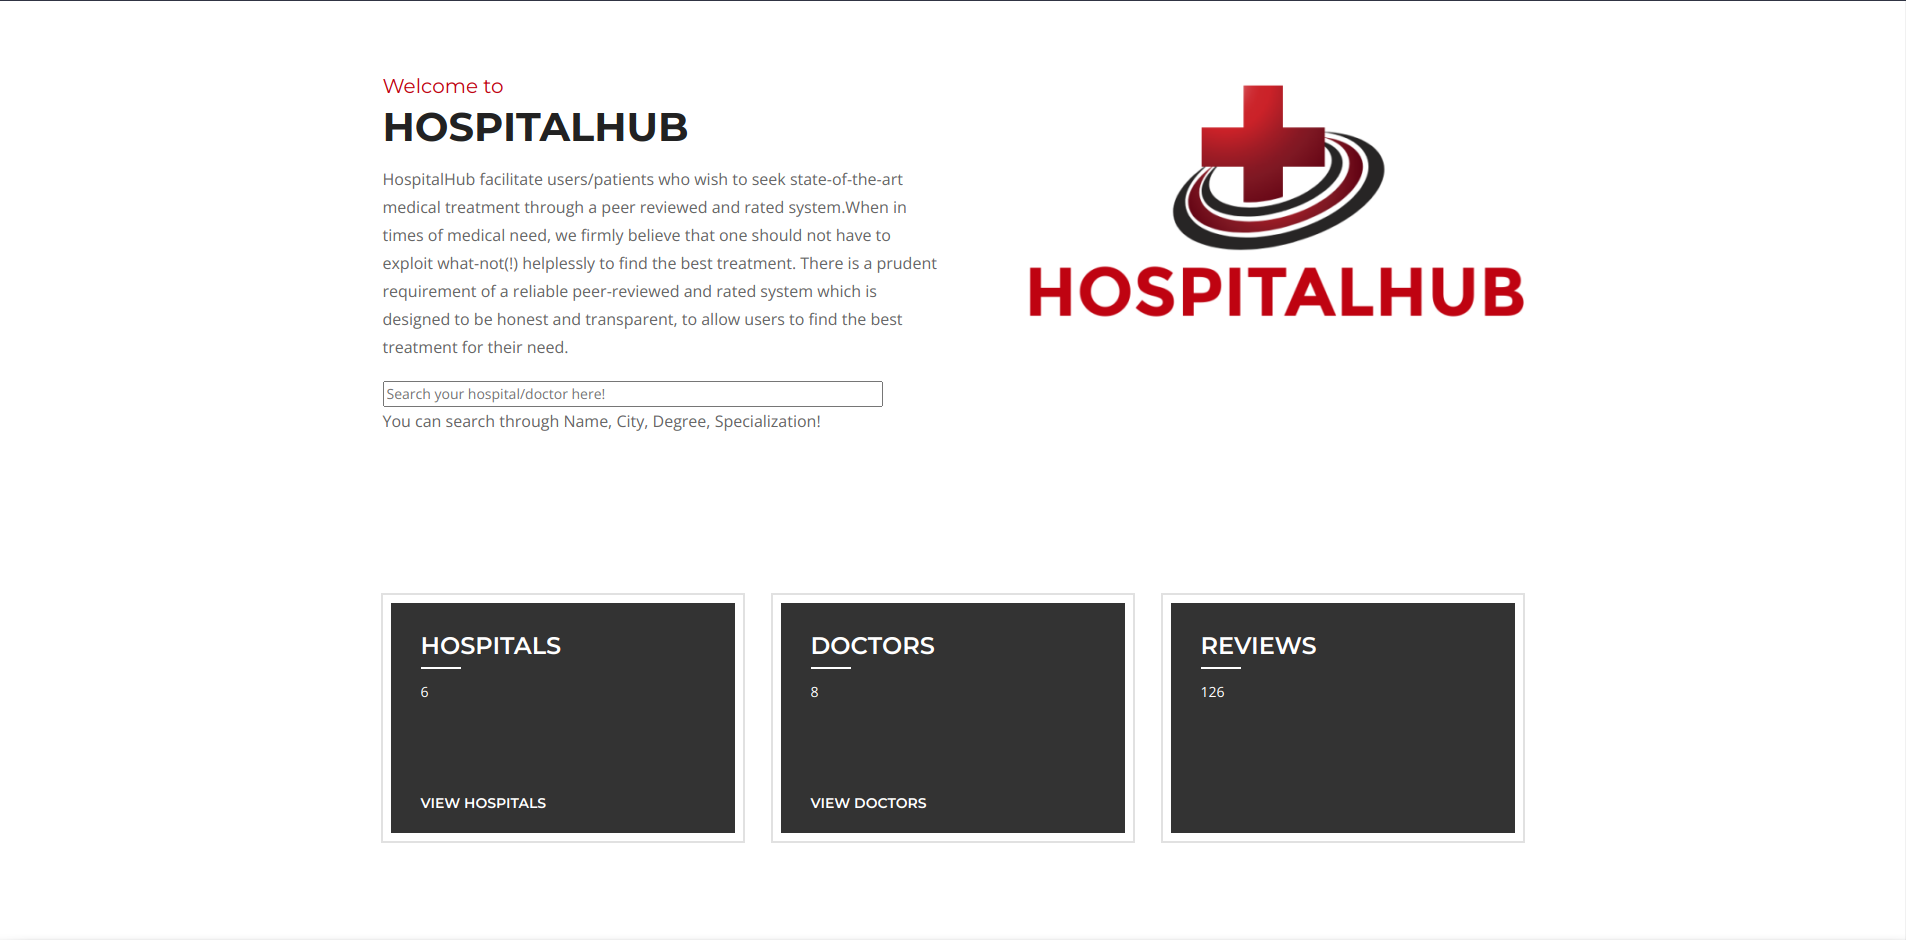 Welcome to
HOSPITALHUB
HospitalHub facilitate users/patients who wish to seek state-of-the-art
medical treatment through a peer reviewed and rated system.When in
times of medical need, we firmly believe that one should not have to
exploit what-not(!) helplessly to find the best treatment. There is a prudent
requirement of a reliable peer-reviewed and rated system which is
designed to be honest and transparent, to allow users to find the best
treatment for their need.
Search your hospital/doctor here!
You can search through Name, City, Degree, Specialization!
HOSPITALHUB
HOSPITALS
6
VIEW HOSPITALS
DOCTORS
8
VIEW DOCTORS
REVIEWS
126